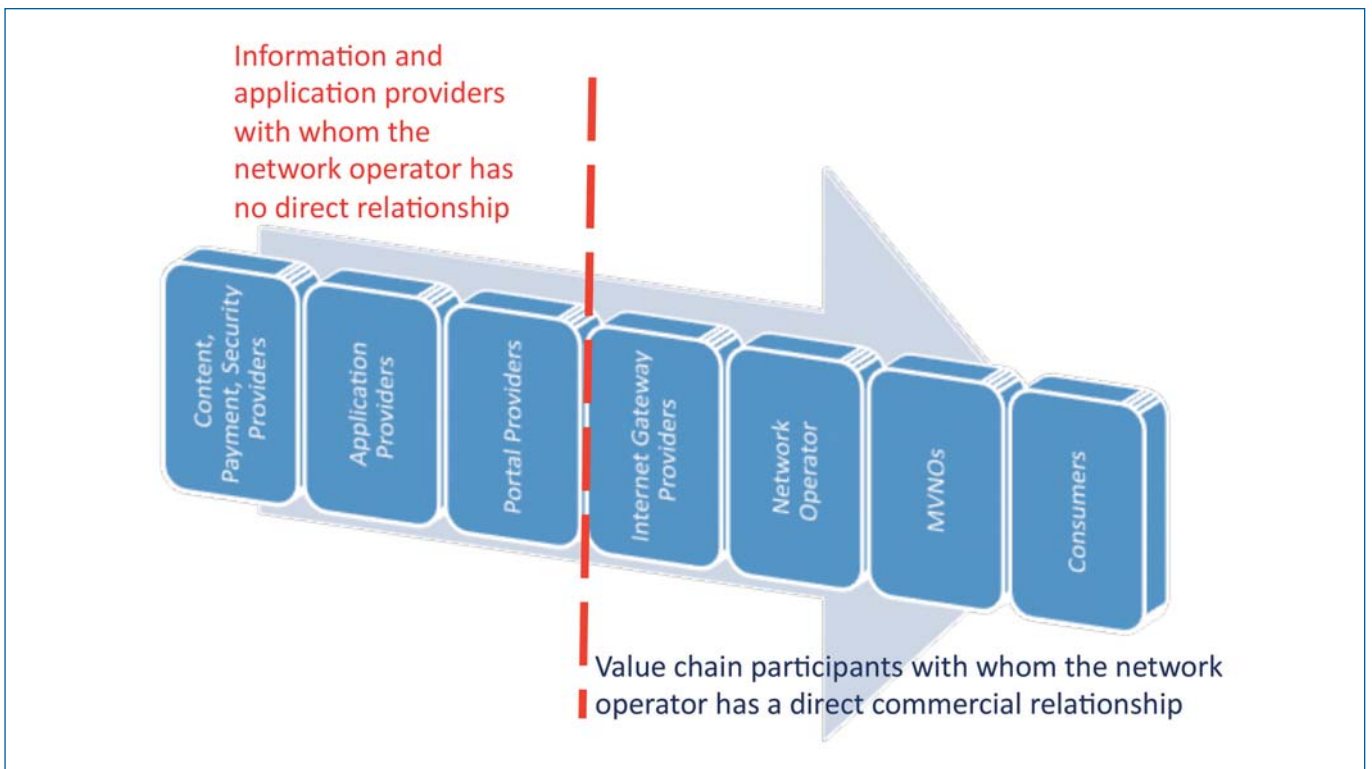 Information and
application providers
with whom the
network operator has
no direct relationship
Content,
Payment, Security
Providers
Application
Providers
Portal Providers
Internet Gateway
Providers
Network
Operator
MVNOs
Consumers
Value chain participants with whom the network
operator has a direct commercial relationship